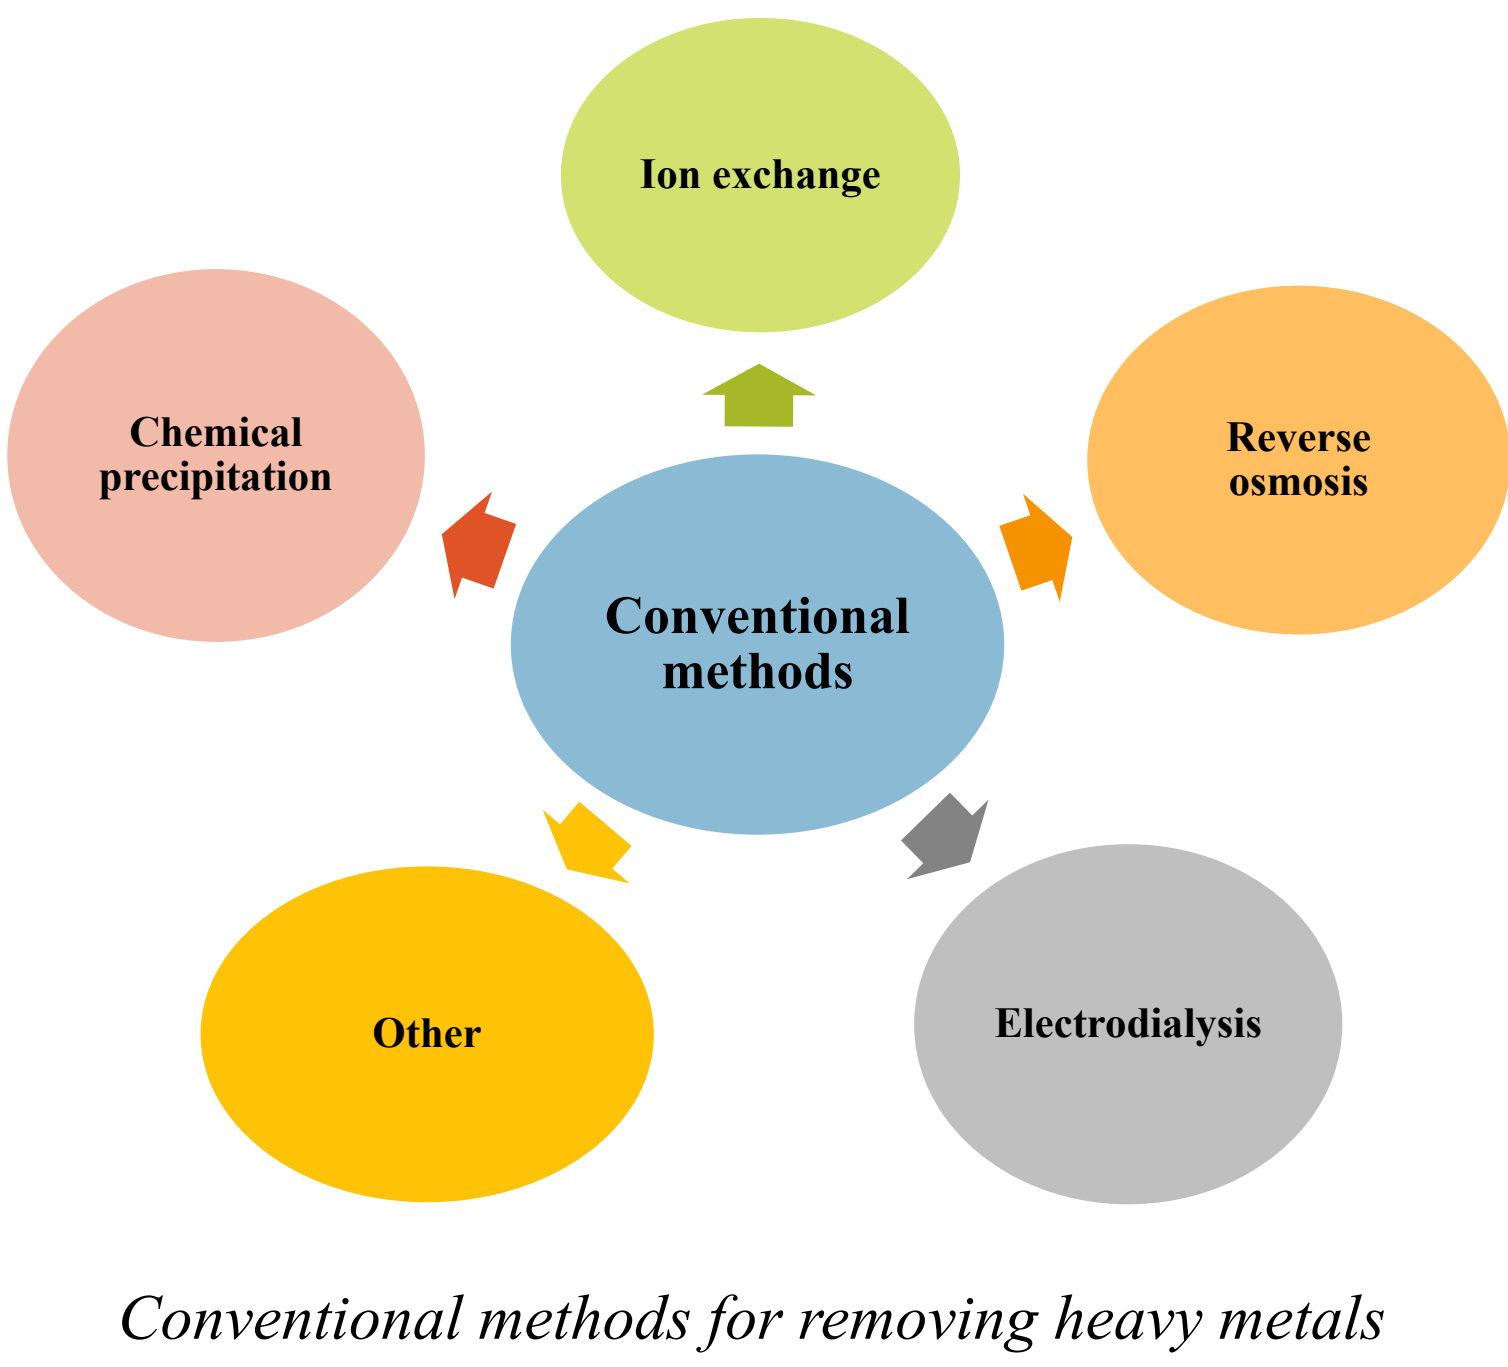 Ion exchange
Chemical
precipitation
Reverse
osmosis
Conventional
methods
Other
Electrodialysis
Conventional methods for removing heavy metals